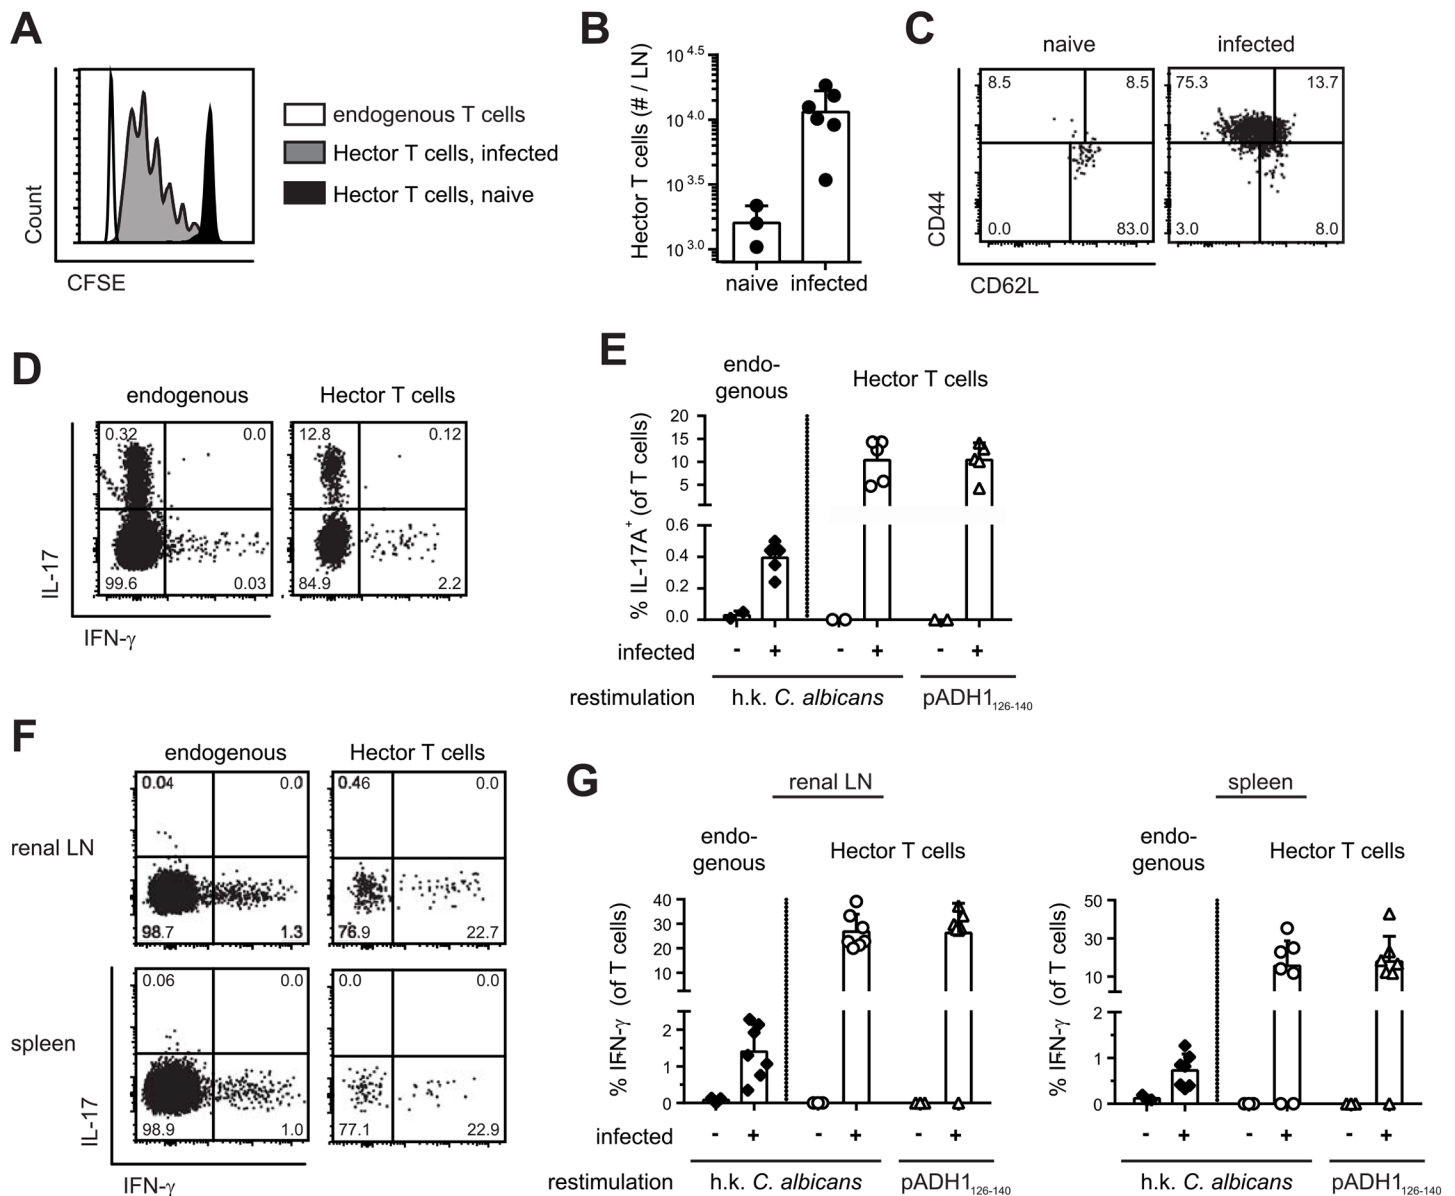 A
Count
CFSE
endogenous T cells
Hector T cells, infected
Hector T cells, naive
B
Hector T cells (# / LN)
10^4.5
10^4.0
10^3.5
10^3.0
naive infected
C
naive infected
8.5 8.5 75.3 13.7
0.0 83.0 3.0 8.0
CD44
CD62L
D
endogenous Hector T cells
0.32 0.0 12.8 0.12
99.6 0.03 84.9 2.2
IL-17
IFN-γ
E
endo-
genous
Hector T cells
% IL-17A+ (of T cells)
20
15
10
5
0.6
0.4
0.2
0.0
infected - + - + - +
restimulation h.k. C. albicans pADH1126-140
F
endogenous Hector T cells
renal LN
0.04 0.0 0.46 0.0
98.7 1.3 76.9 22.7
spleen
0.06 0.0 0.0 0.0
98.9 1.0 77.1 22.9
IL-17
IFN-γ
G
renal LN
endo-
genous
Hector T cells
% IFN-γ+ (of T cells)
40
30
20
10
2
1
0
infected - + - + - +
restimulation h.k. C. albicans pADH1126-140
spleen
endo-
genous
Hector T cells
% IFN-γ+ (of T cells)
50
30
10
2
1
0
- + - + - +
h.k. C. albicans pADH1126-140